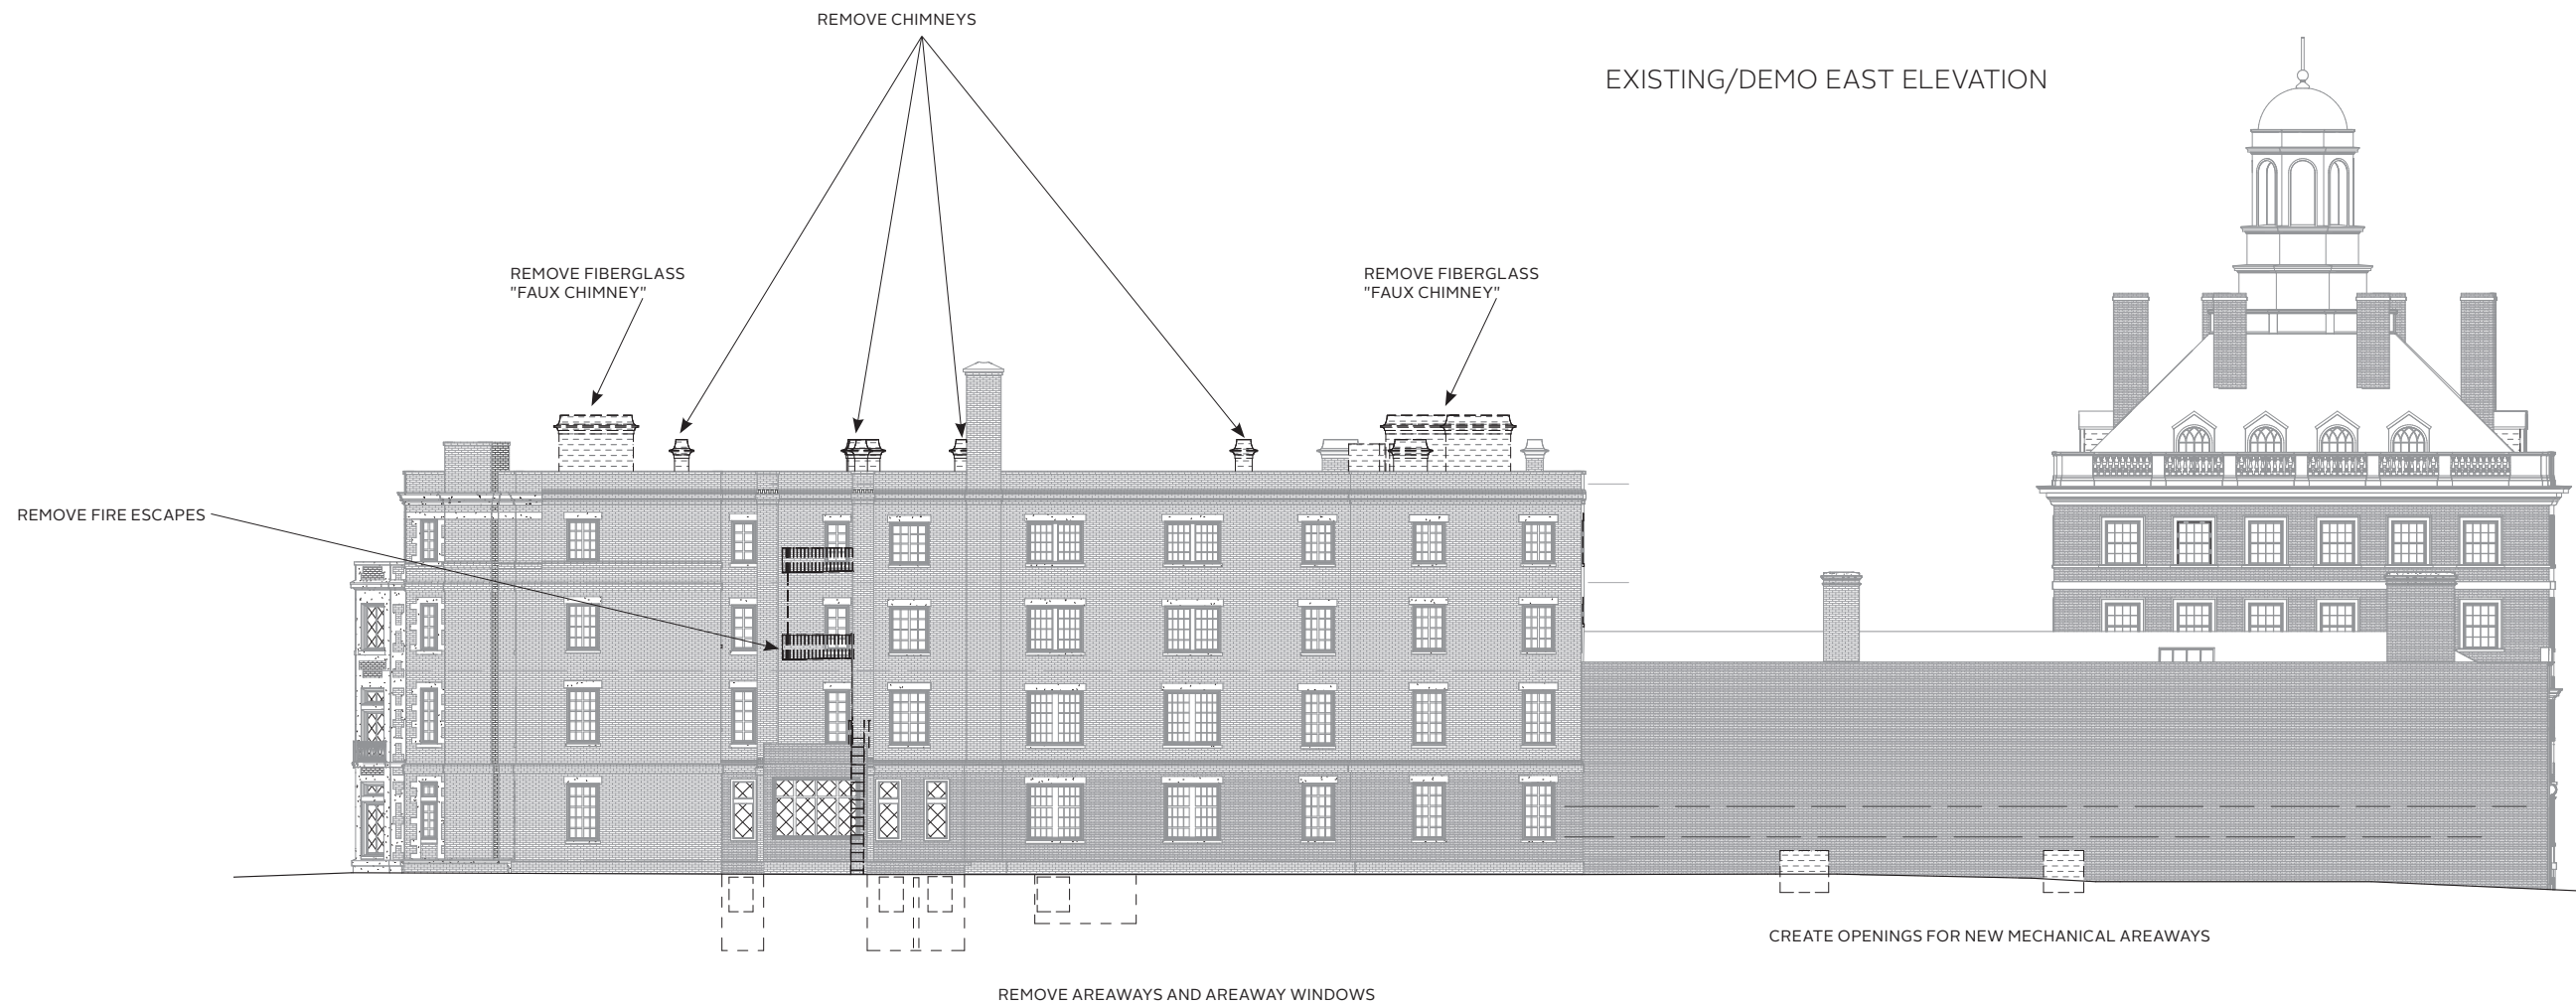 REMOVE CHIMNEYS
EXISTING/DEMO EAST ELEVATION
REMOVE FIBERGLASS
"FAUX CHIMNEY"
REMOVE FIBERGLASS
"FAUX CHIMNEY"
REMOVE FIRE ESCAPES
CREATE OPENINGS FOR NEW MECHANICAL AREAWAYS
REMOVE AREAWAYS AND AREAWAY WINDOWS